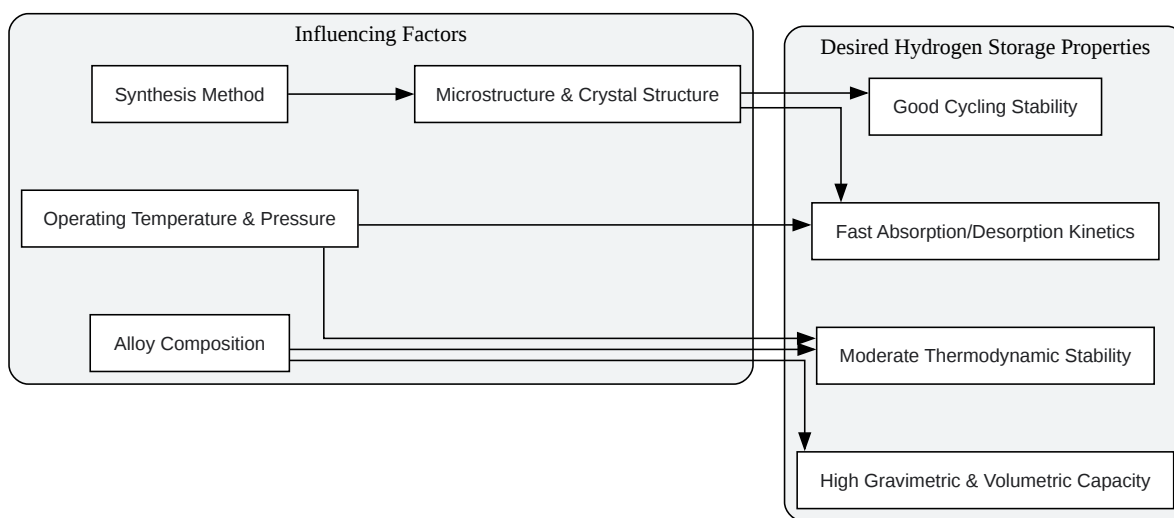 Influencing Factors
Synthesis Method
Microstructure & Crystal Structure
Operating Temperature & Pressure
Alloy Composition
Desired Hydrogen Storage Properties
Good Cycling Stability
Fast Absorption/Desorption Kinetics
Moderate Thermodynamic Stability
High Gravimetric & Volumetric Capacity